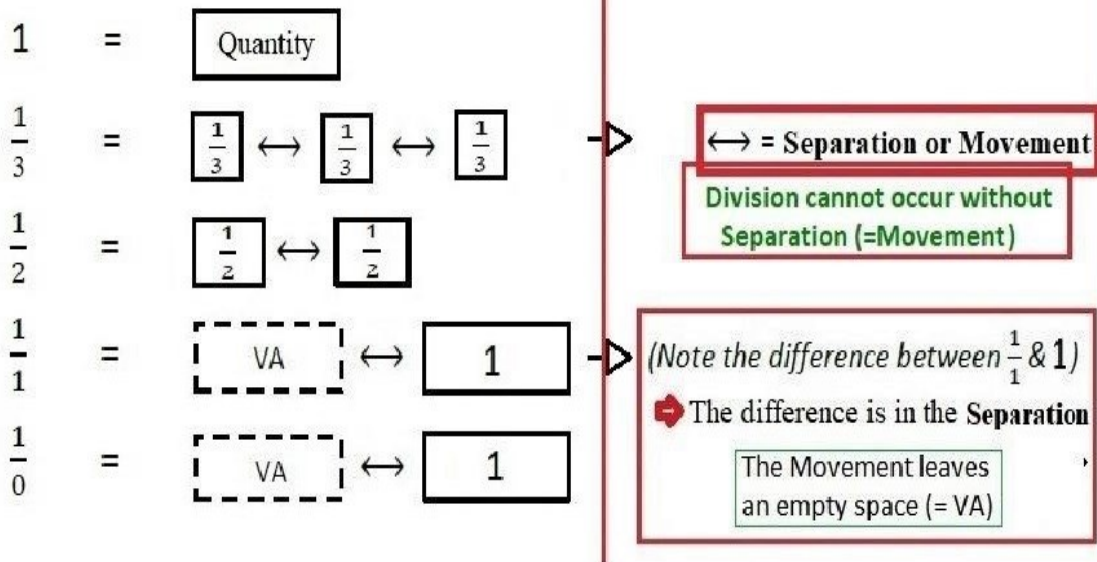 1 = Quantity
1/3 = 1/3 ↔ 1/3 ↔ 1/3
↔ = Separation or Movement
Division cannot occur without
Separation (=Movement)
1/2 = 1/2 ↔ 1/2
1/1 = VA ↔ 1
(Note the difference between 1/1 & 1)
The difference is in the Separation
1/0 = VA ↔ 1
The Movement leaves
an empty space (= VA)